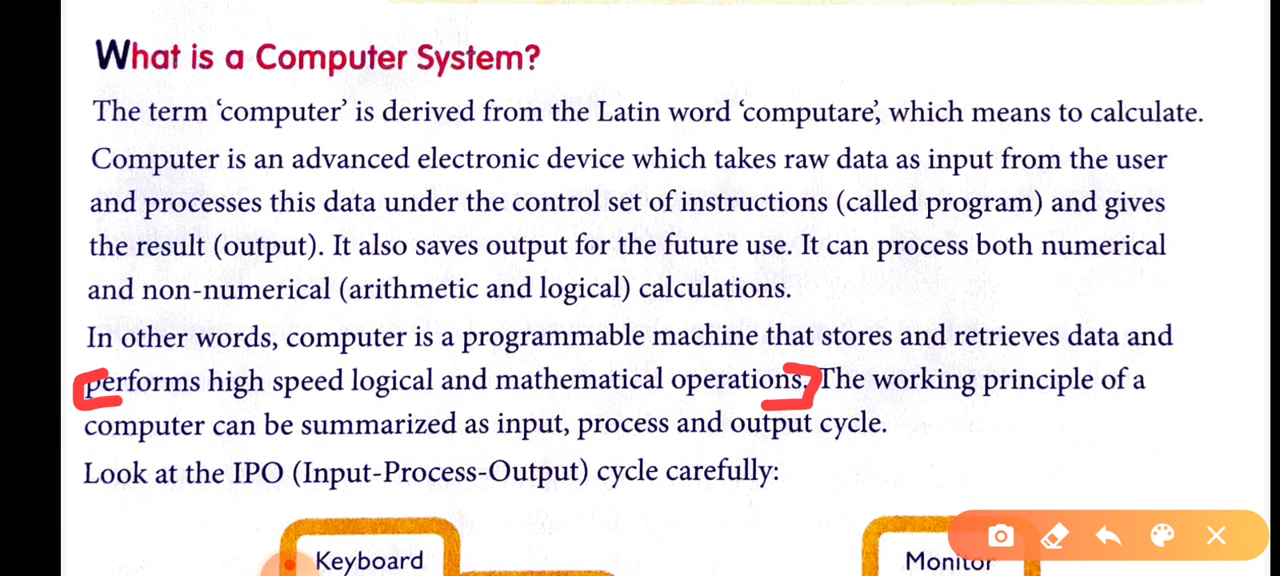 What is a Computer System?
The term ‘computer’ is derived from the Latin word ‘computare’, which means to calculate.
Computer is an advanced electronic device which takes raw data as input from the user
and processes this data under the control set of instructions (called program) and gives
the result (output). It also saves output for the future use. It can process both numerical
and non-numerical (arithmetic and logical) calculations.
In other words, computer is a programmable machine that stores and retrieves data and
performs high speed logical and mathematical operations. The working principle of a
computer can be summarized as input, process and output cycle.
Look at the IPO (Input-Process-Output) cycle carefully:
Keyboard
Monitor